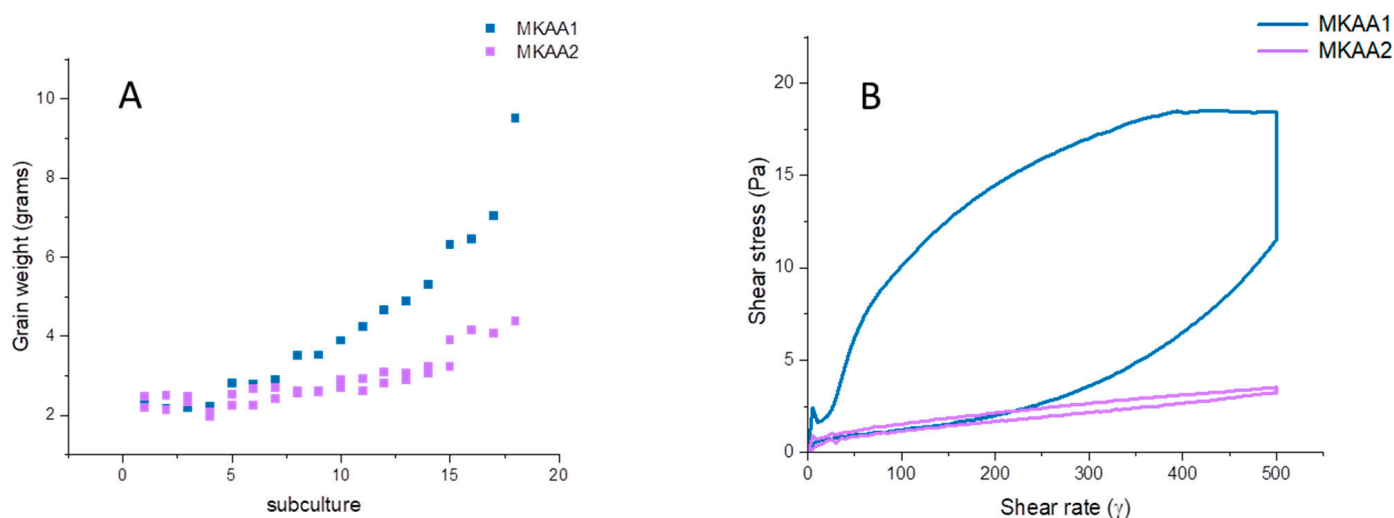 MKAA1
MKAA2
A
10
8
6
4
2
0
5
10
15
20
Grain weight (grams)
subculture
MKAA1
MKAA2
B
20
15
10
5
0
0
100
200
300
400
500
Shear stress (Pa)
Shear rate (γ)